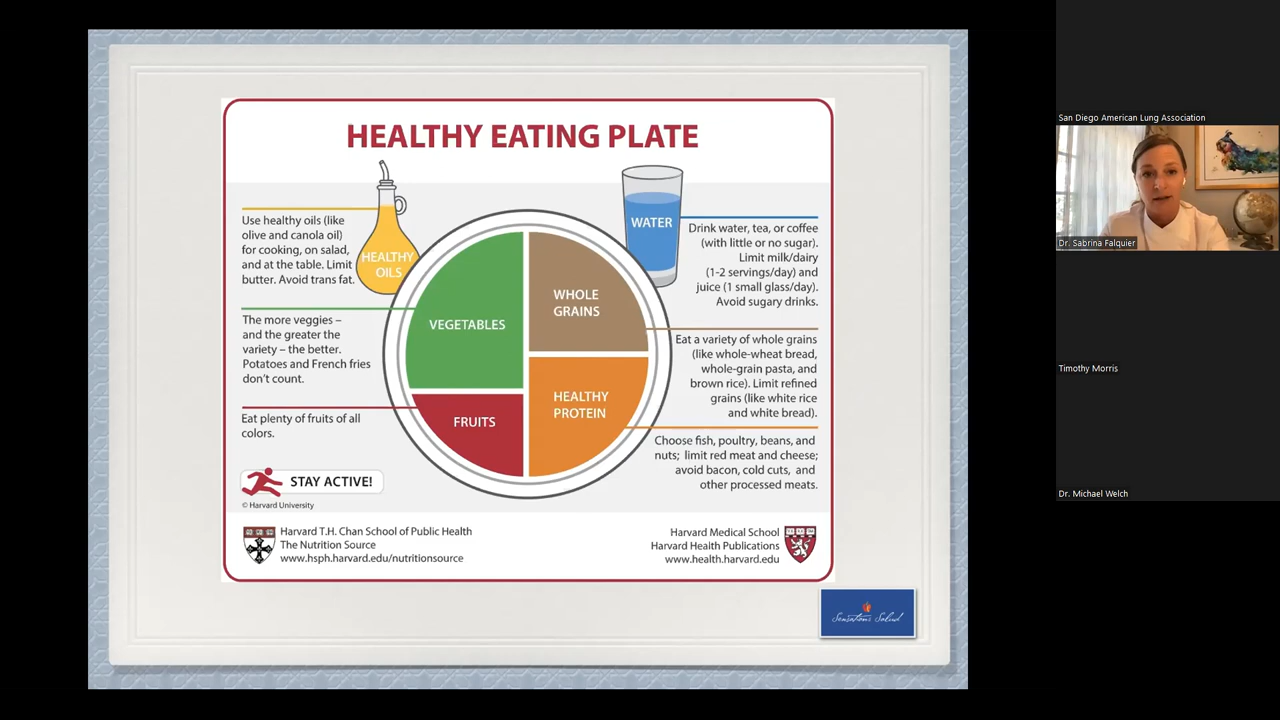 HEALTHY EATING PLATE
Use healthy oils (like
olive and canola oil)
for cooking, on salad,
and at the table. Limit
butter. Avoid trans fat.
HEALTHY
OILS
The more veggies –
and the greater the
variety – the better.
Potatoes and French fries
don't count.
Eat plenty of fruits of all
colors.
STAY ACTIVE!
© Harvard University
VEGETABLES
FRUITS
WHOLE
GRAINS
HEALTHY
PROTEIN
WATER
Drink water, tea, or coffee
(with little or no sugar).
Limit milk/dairy
(1-2 servings/day) and
juice (1 small glass/day).
Avoid sugary drinks.
Eat a variety of whole grains
(like whole-wheat bread,
whole-grain pasta, and
brown rice). Limit refined
grains (like white rice
and white bread).
Choose fish, poultry, beans, and
nuts; limit red meat and cheese;
avoid bacon, cold cuts, and
other processed meats.
Harvard T.H. Chan School of Public Health
The Nutrition Source
www.hsph.harvard.edu/nutritionsource
Harvard Medical School
Harvard Health Publications
www.health.harvard.edu
Sensations Salud
San Diego American Lung Association
Dr. Sabrina Falquier
Timothy Morris
Dr. Michael Welch